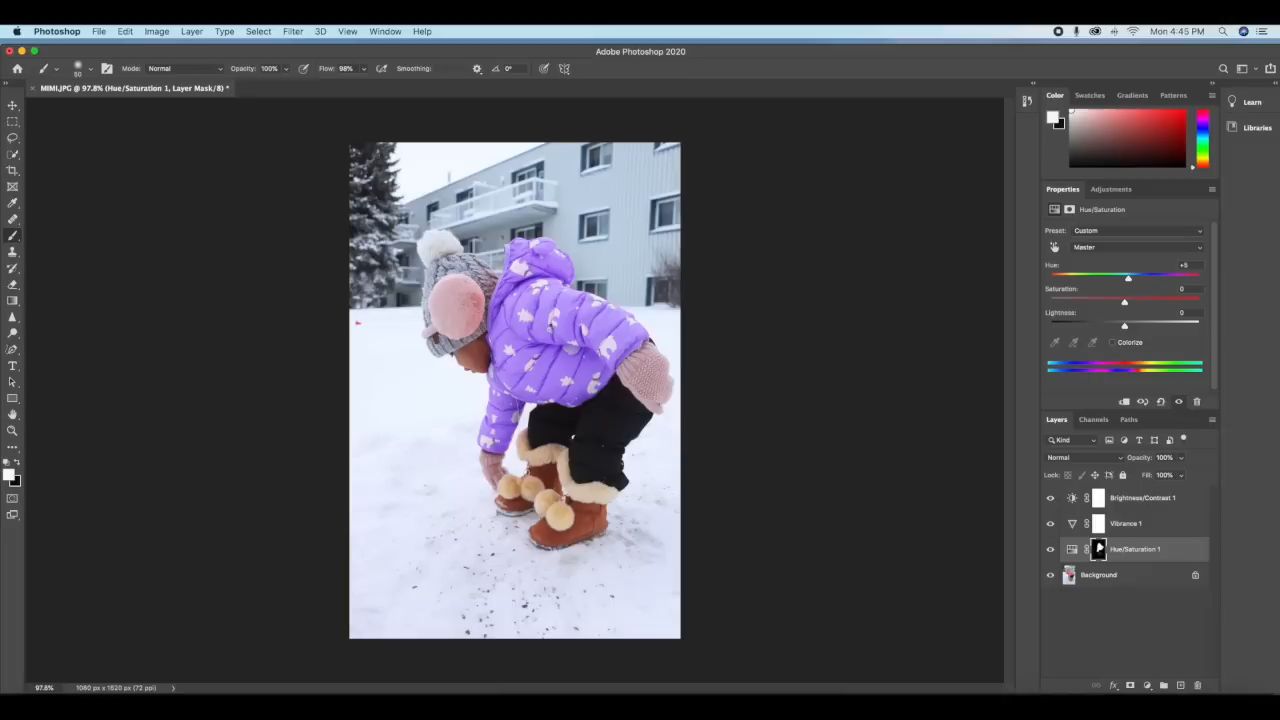 Photoshop File Edit Image Layer Type Select Filter 3D View Window Help Mon 4:45 PM
Adobe Photoshop 2020
50 Mode: Normal Opacity: 100% Flow: 98% Smoothing: 0°
MIMI.JPG @ 97.8% (Hue/Saturation 1, Layer Mask/8) *
Color Swatches Gradients Patterns
Learn
Libraries
Properties Adjustments
Hue/Saturation
Preset: Custom
Master
Hue: +5
Saturation: 0
Lightness: 0
Colorize
Layers Channels Paths
Kind
Normal Opacity: 100%
Lock: Fill: 100%
Brightness/Contrast 1
Vibrance 1
Hue/Saturation 1
Background
97.8% 1080 px x 1620 px (72 ppi)